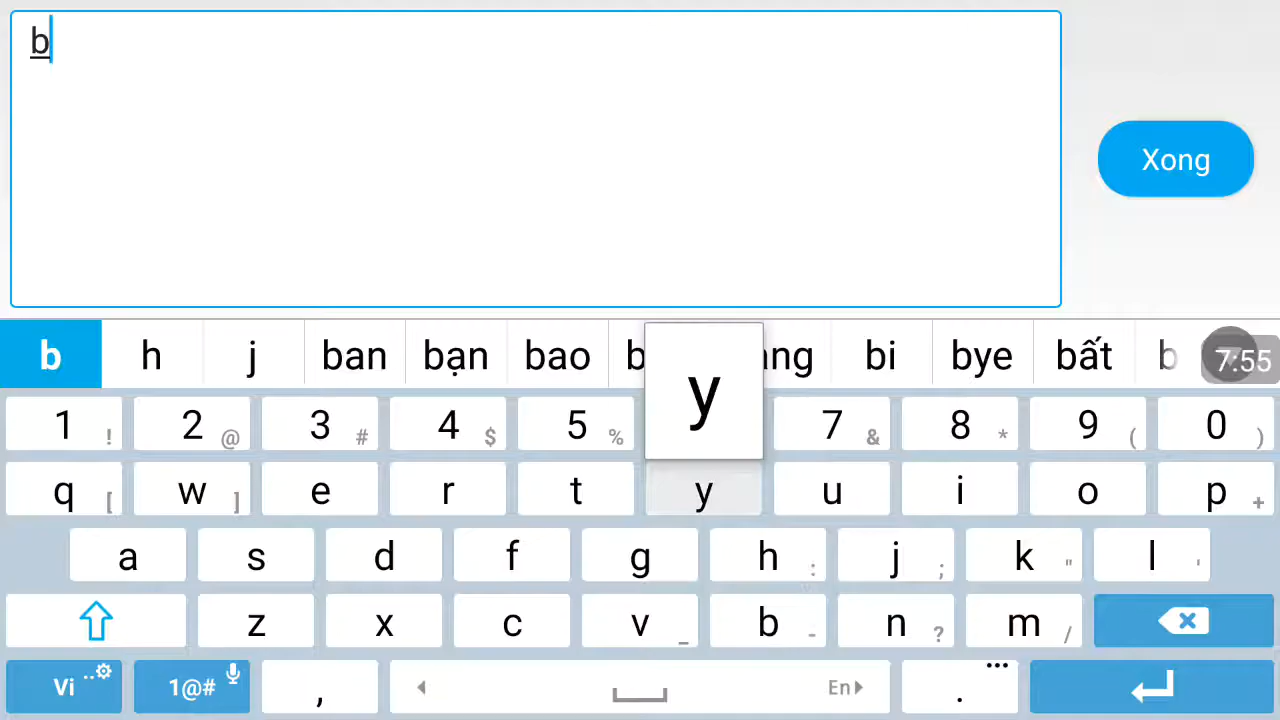 b
Xong
b h j ban bạn bao b ang bi bye bất b 7:55
y
1 ! 2 @ 3 # 4 $ 5 % 7 & 8 * 9 ( 0 )
q [ w ] e r t y u i o p +
a s d f g h : j ; k " l '
z x c v _ b - n ? m /
Vi 1@# , En . ...